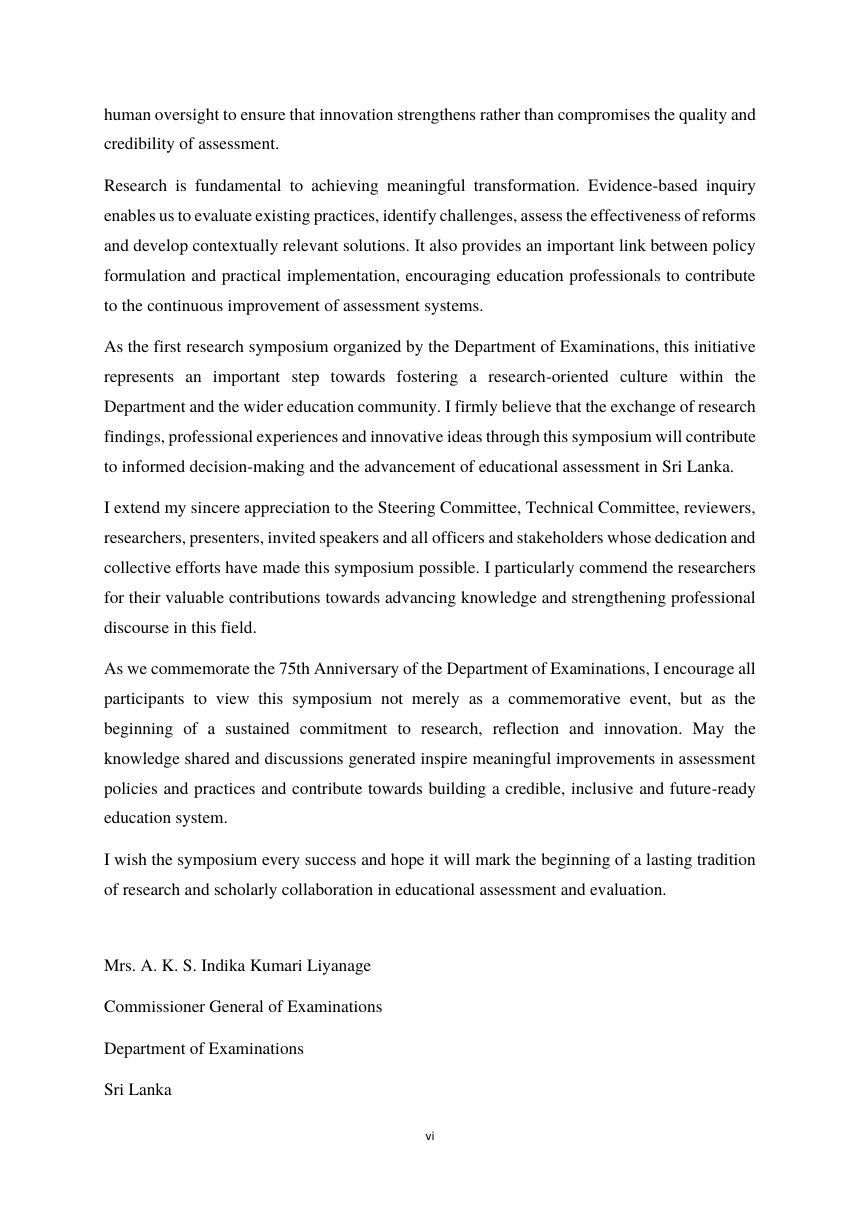 human oversight to ensure that innovation strengthens rather than compromises the quality and
credibility of assessment.
Research is fundamental to achieving meaningful transformation. Evidence-based inquiry
enables us to evaluate existing practices, identify challenges, assess the effectiveness of reforms
and develop contextually relevant solutions. It also provides an important link between policy
formulation and practical implementation, encouraging education professionals to contribute
to the continuous improvement of assessment systems.
As the first research symposium organized by the Department of Examinations, this initiative
represents an important step towards fostering a research-oriented culture within the
Department and the wider education community. I firmly believe that the exchange of research
findings, professional experiences and innovative ideas through this symposium will contribute
to informed decision-making and the advancement of educational assessment in Sri Lanka.
I extend my sincere appreciation to the Steering Committee, Technical Committee, reviewers,
researchers, presenters, invited speakers and all officers and stakeholders whose dedication and
collective efforts have made this symposium possible. I particularly commend the researchers
for their valuable contributions towards advancing knowledge and strengthening professional
discourse in this field.
As we commemorate the 75th Anniversary of the Department of Examinations, I encourage all
participants to view this symposium not merely as a commemorative event, but as the
beginning of a sustained commitment to research, reflection and innovation. May the
knowledge shared and discussions generated inspire meaningful improvements in assessment
policies and practices and contribute towards building a credible, inclusive and future-ready
education system.
I wish the symposium every success and hope it will mark the beginning of a lasting tradition
of research and scholarly collaboration in educational assessment and evaluation.
Mrs. A. K. S. Indika Kumari Liyanage
Commissioner General of Examinations
Department of Examinations
Sri Lanka
vi